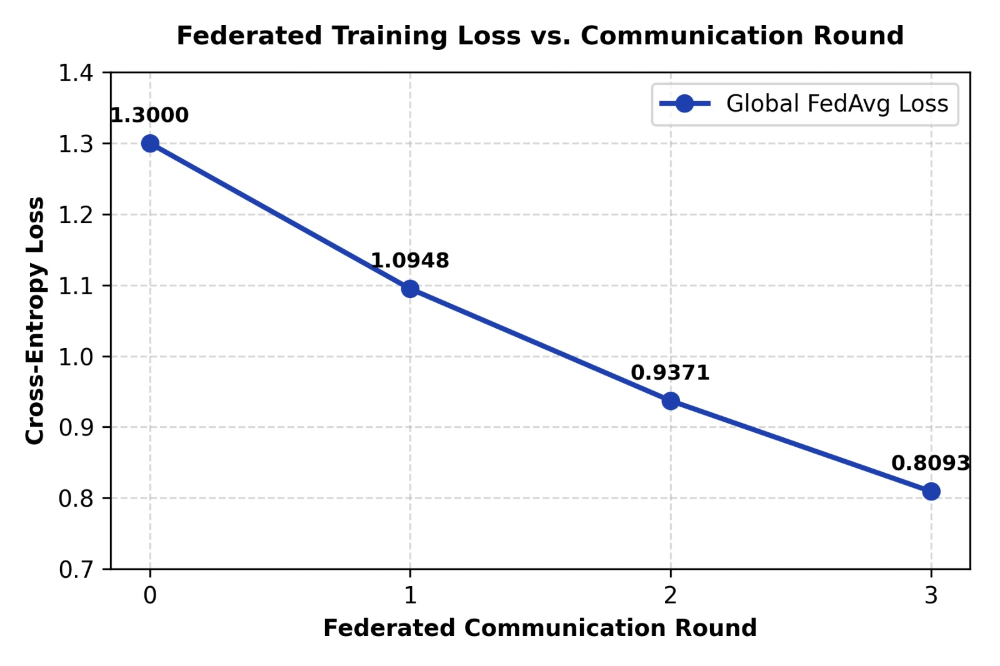 Federated Training Loss vs. Communication Round
Global FedAvg Loss
1.3000
1.0948
0.9371
0.8093
Cross-Entropy Loss
1.4
1.3
1.2
1.1
1.0
0.9
0.8
0.7
0 1 2 3
Federated Communication Round